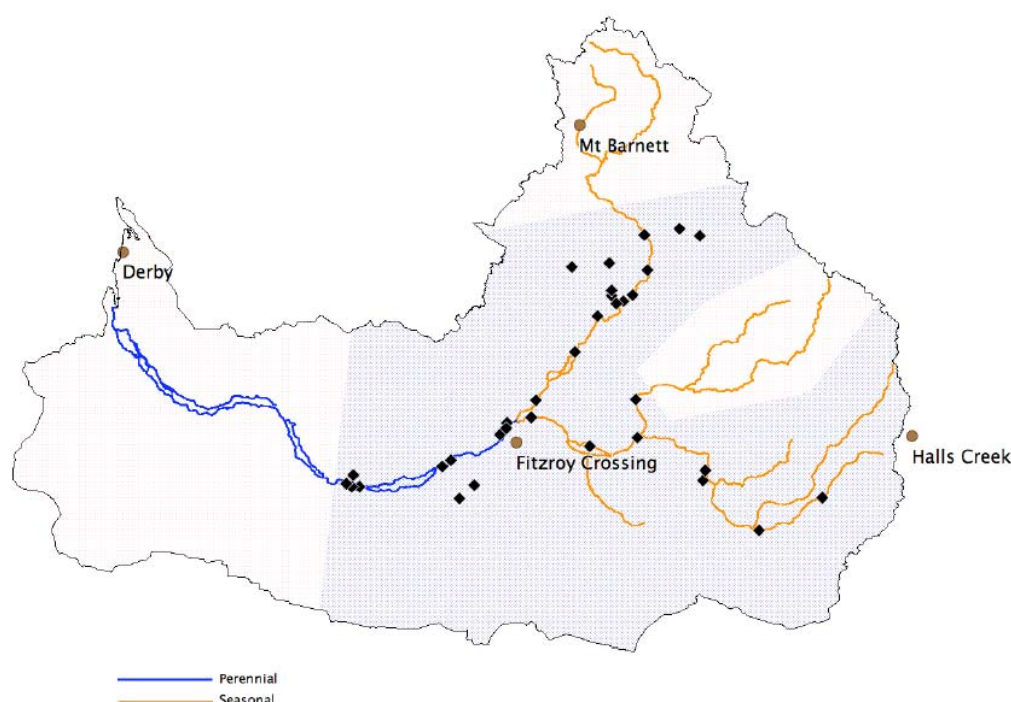 Mt Barnett
Derby
Fitzroy Crossing
Halls Creek
Perennial
Seasonal